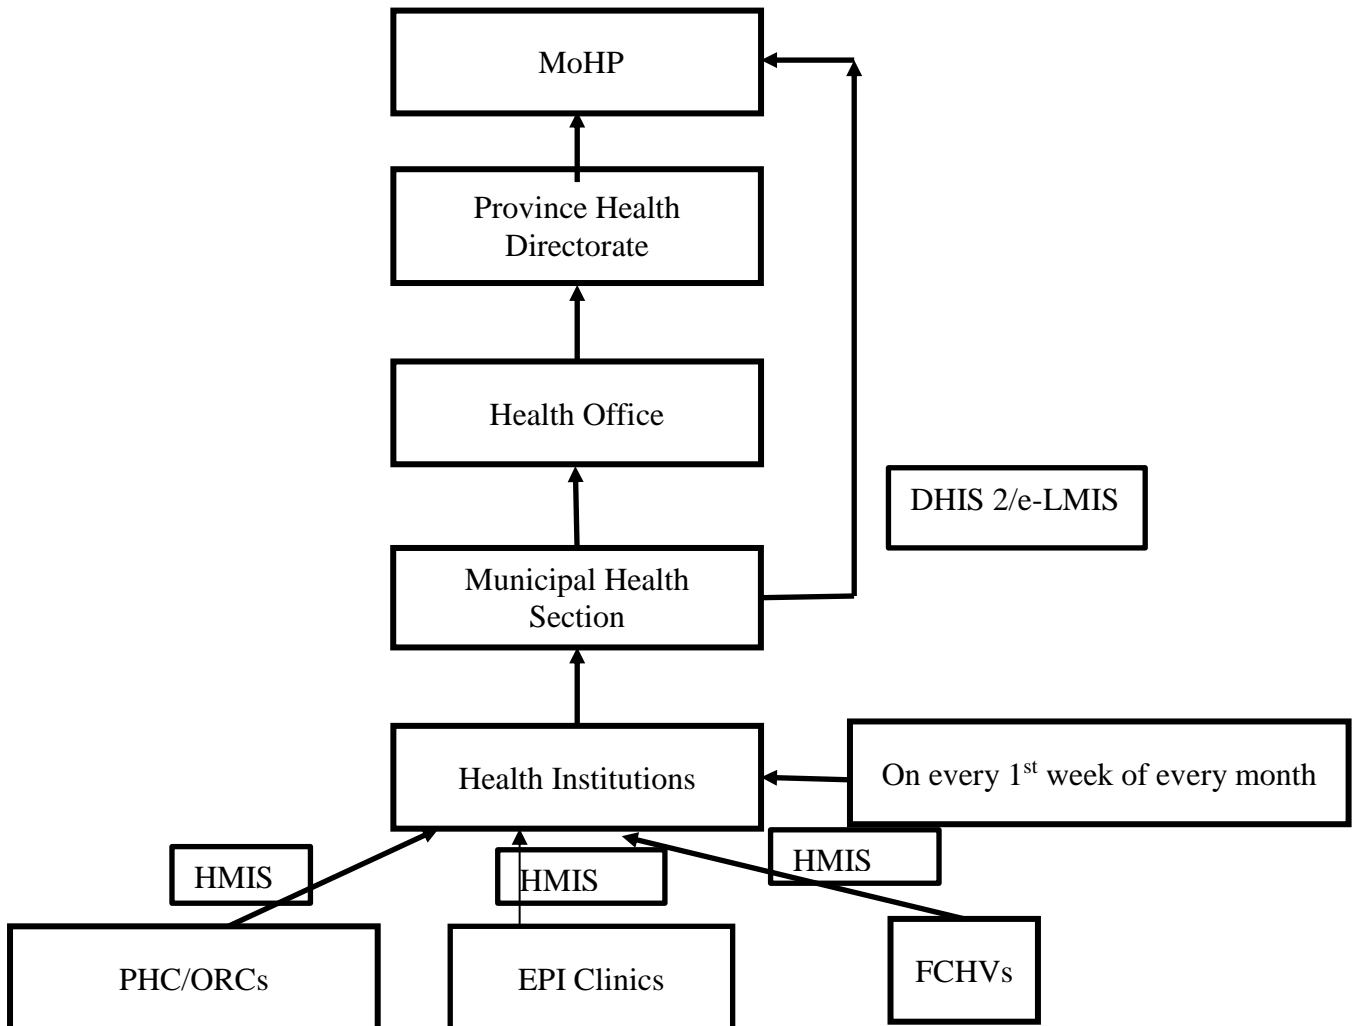 MoHP
Province Health
Directorate
Health Office
DHIS 2/e-LMIS
Municipal Health
Section
Health Institutions
On every 1st week of every month
HMIS
HMIS
HMIS
PHC/ORCs
EPI Clinics
FCHVs